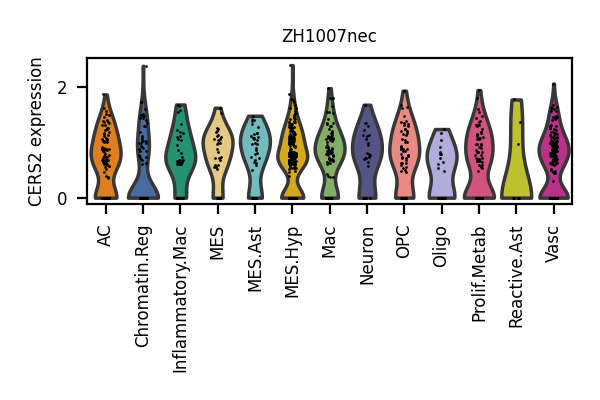 ZH1007nec
CERS2 expression
2
0
AC
Chromatin.Reg
Inflammatory.Mac
MES
MES.Ast
MES.Hyp
Mac
Neuron
OPC
Oligo
Prolif.Metab
Reactive.Ast
Vasc